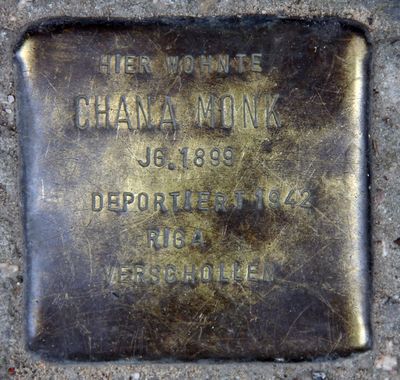 HIER WOHNTE
CHANA MONK
JG. 1899
DEPORTIERT 1942
RIGA
VERSCHOLLEN